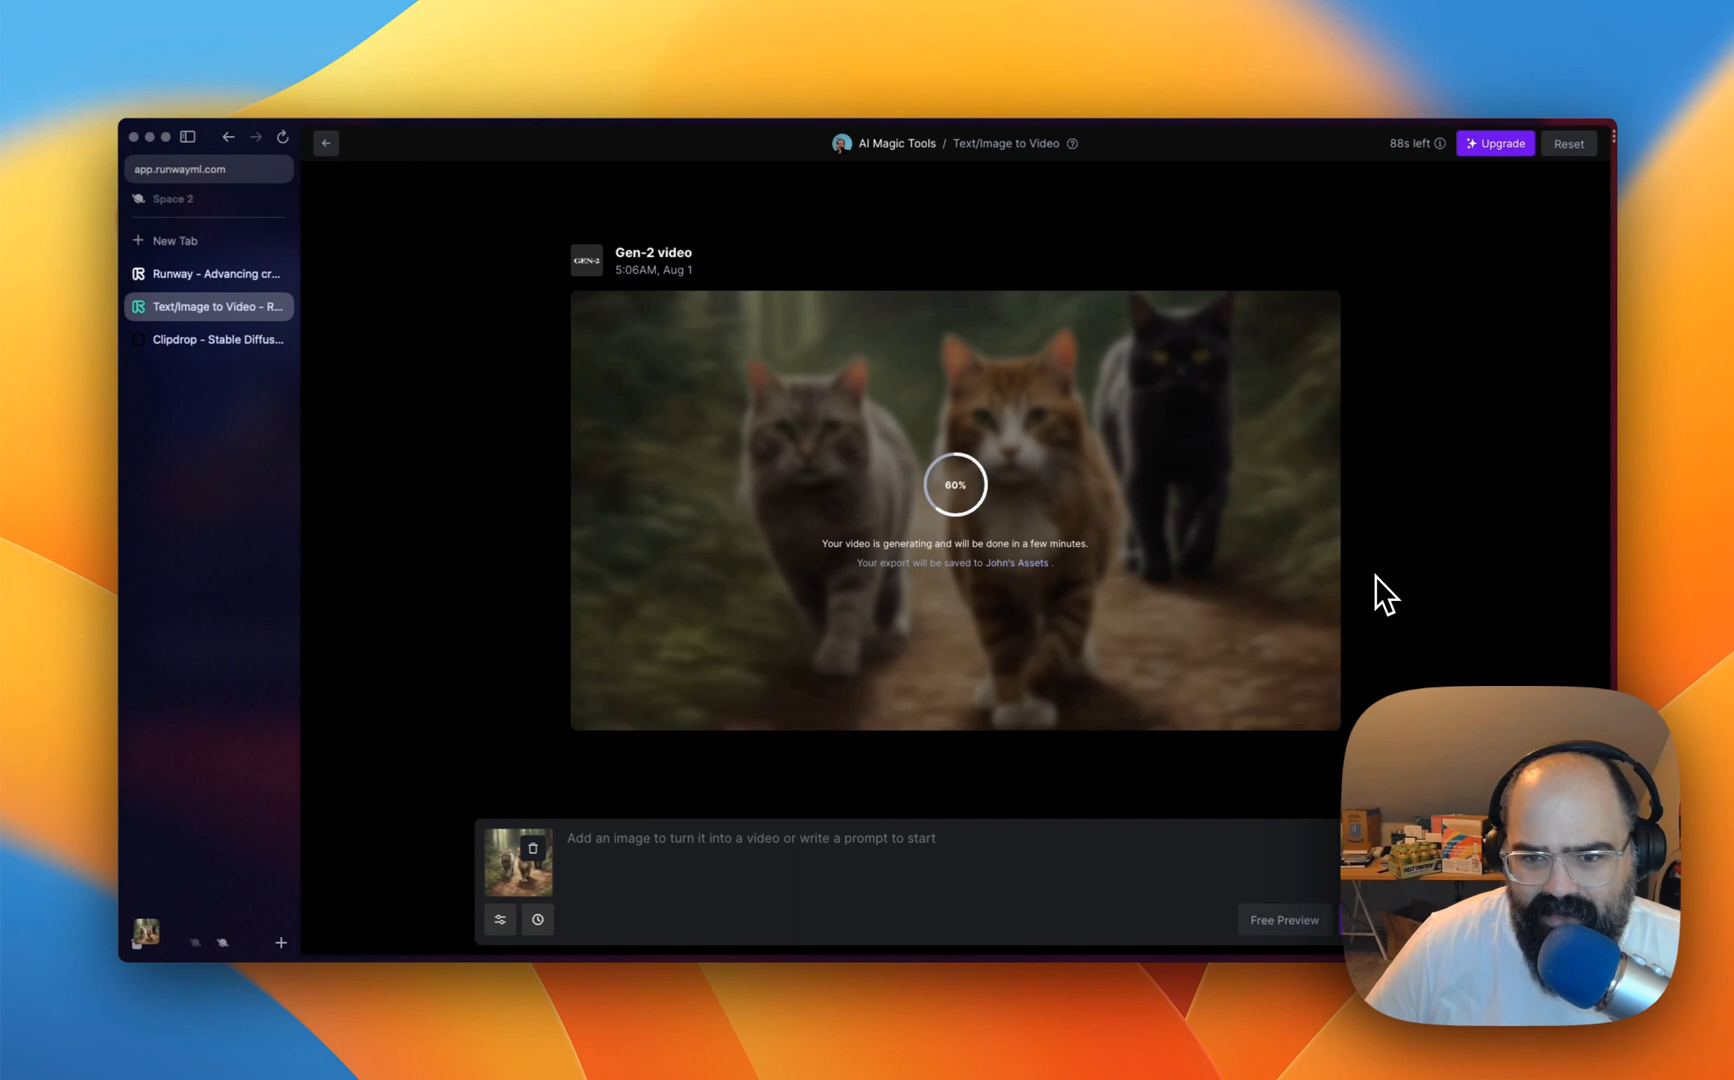 app.runwayml.com
Space 2
New Tab
Runway - Advancing cr...
Text/Image to Video - R...
Clipdrop - Stable Diffus...
AI Magic Tools / Text/Image to Video
88s left
Upgrade
Reset
GEN-2
Gen-2 video
5:06AM, Aug 1
60%
Your video is generating and will be done in a few minutes.
Your export will be saved to John's Assets .
Add an image to turn it into a video or write a prompt to start
Free Preview